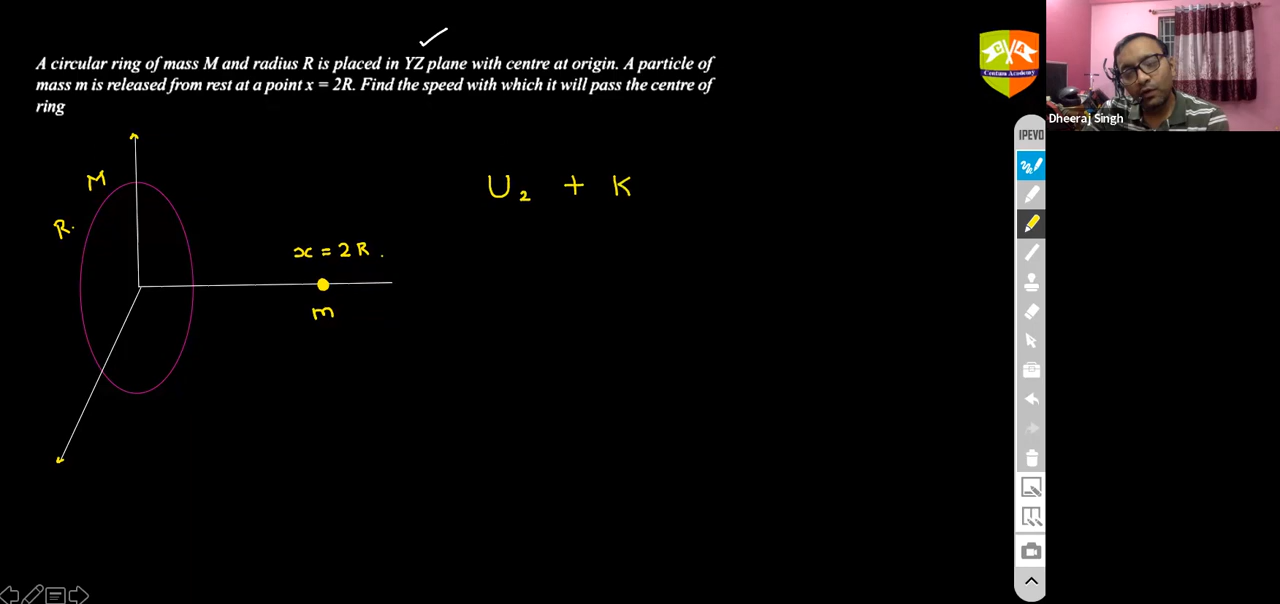 A circular ring of mass M and radius R is placed in YZ plane with centre at origin. A particle of
mass m is released from rest at a point x = 2R. Find the speed with which it will pass the centre of
ring
C A
Centum Academy
Dheeraj Singh
IPEVO
M
U₂ + K
R.
x = 2R.
m